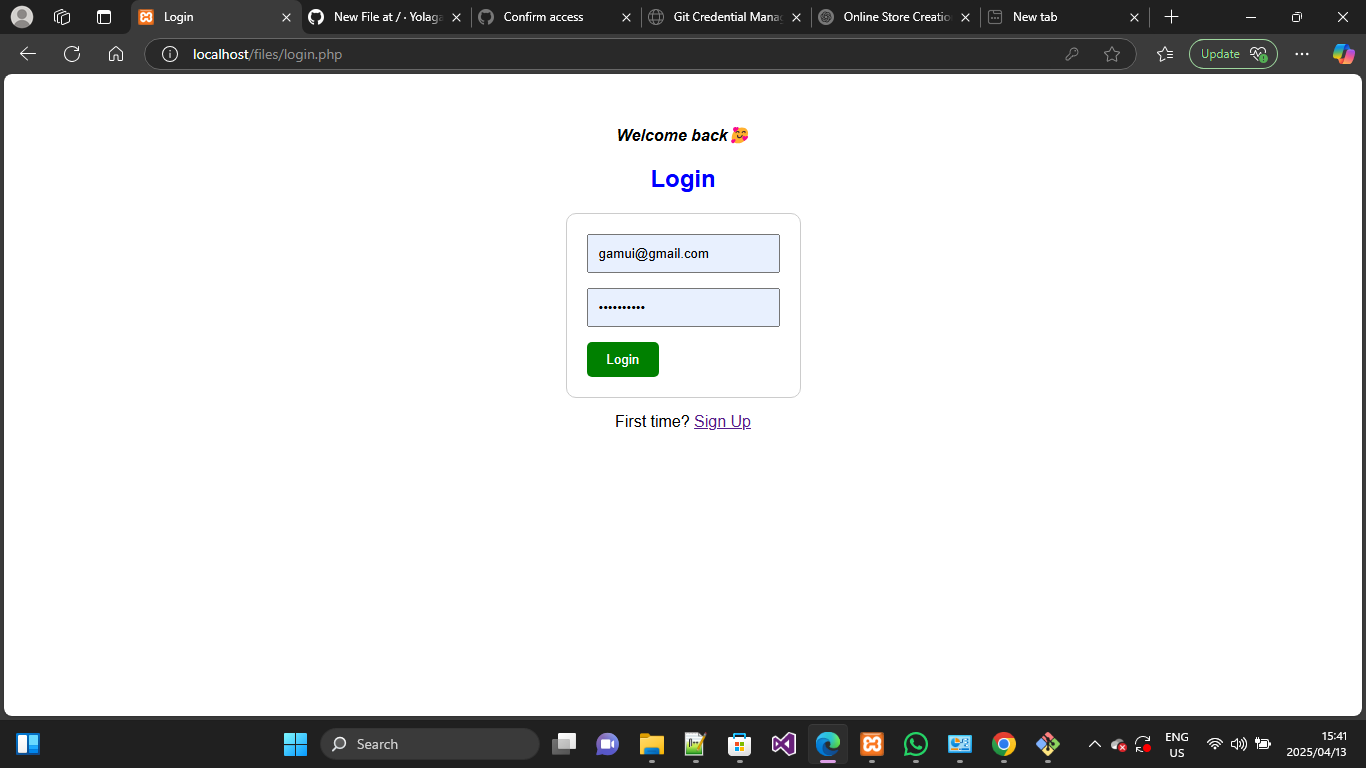 Login
New File at / · Yolaga
Confirm access
Git Credential Mana
Online Store Creatio
New tab
localhost/files/login.php
Update
Welcome back 🥰
Login
gamui@gmail.com
••••••••••
Login
First time? Sign Up
Search
ENG
US
15:41
2025/04/13